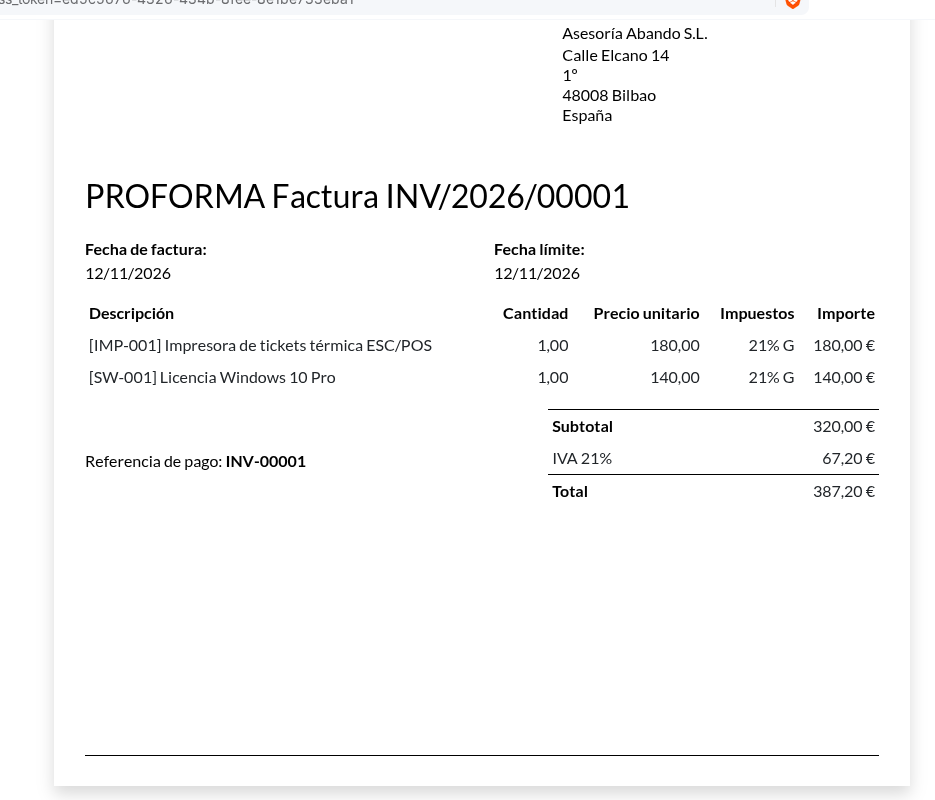 Asesoría Abando S.L.
Calle Elcano 14
1º
48008 Bilbao
España
PROFORMA Factura INV/2026/00001
Fecha de factura: Fecha límite:
12/11/2026 12/11/2026
Descripción Cantidad Precio unitario Impuestos Importe
[IMP-001] Impresora de tickets térmica ESC/POS 1,00 180,00 21% G 180,00 €
[SW-001] Licencia Windows 10 Pro 1,00 140,00 21% G 140,00 €
Subtotal 320,00 €
Referencia de pago: INV-00001
IVA 21% 67,20 €
Total 387,20 €